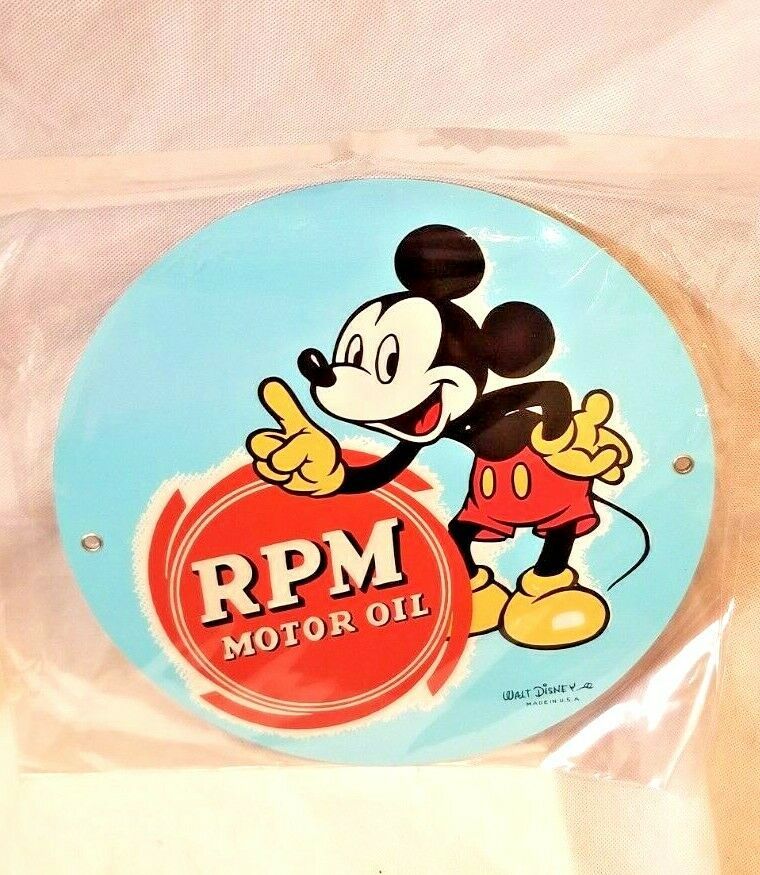 RPM
MOTOR OIL
WALT DISNEY
MADE IN U.S.A